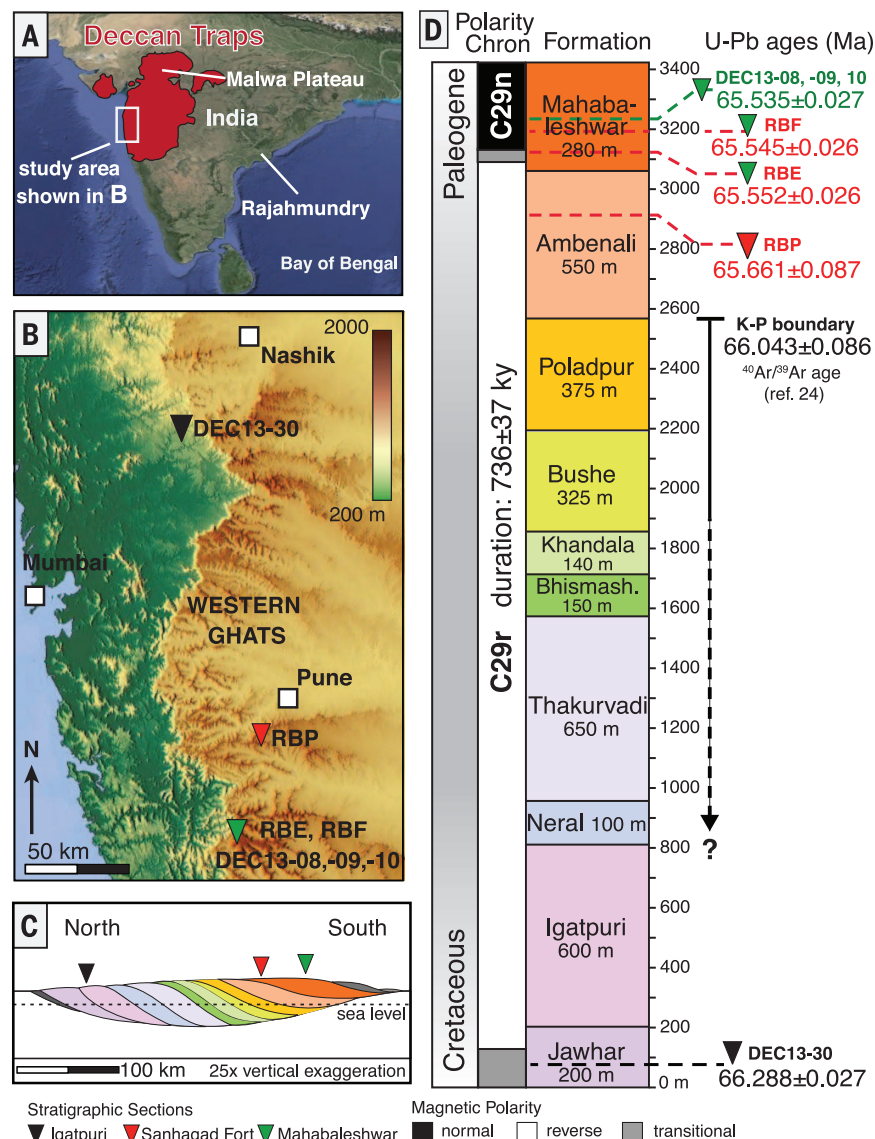 A
Deccan Traps
Malwa Plateau
India
study area
shown in B
Rajahmundry
Bay of Bengal
B
2000
200 m
Nashik
DEC13-30
Mumbai
WESTERN
GHATS
Pune
RBP
N
RBE, RBF
DEC13-08,-09,-10
50 km
C
North
South
sea level
100 km
25x vertical exaggeration
Stratigraphic Sections
Igatpuri
Sanhagad Fort
Mahabaleshwar
D
Polarity
Chron
Formation
U-Pb ages (Ma)
Paleogene
Cretaceous
C29n
C29r duration: 736±37 ky
Mahaba-
leshwar
280 m
Ambenali
550 m
Poladpur
375 m
Bushe
325 m
Khandala
140 m
Bhismash.
150 m
Thakurvadi
650 m
Neral 100 m
Igatpuri
600 m
Jawhar
200 m
3400
3200
3000
2800
2600
2400
2200
2000
1800
1600
1400
1200
1000
800
600
400
200
0 m
DEC13-08, -09, 10
65.535±0.027
RBF
65.545±0.026
RBE
65.552±0.026
RBP
65.661±0.087
K-P boundary
66.043±0.086
⁴⁰Ar/³⁹Ar age
(ref. 24)
?
DEC13-30
66.288±0.027
Magnetic Polarity
normal
reverse
transitional